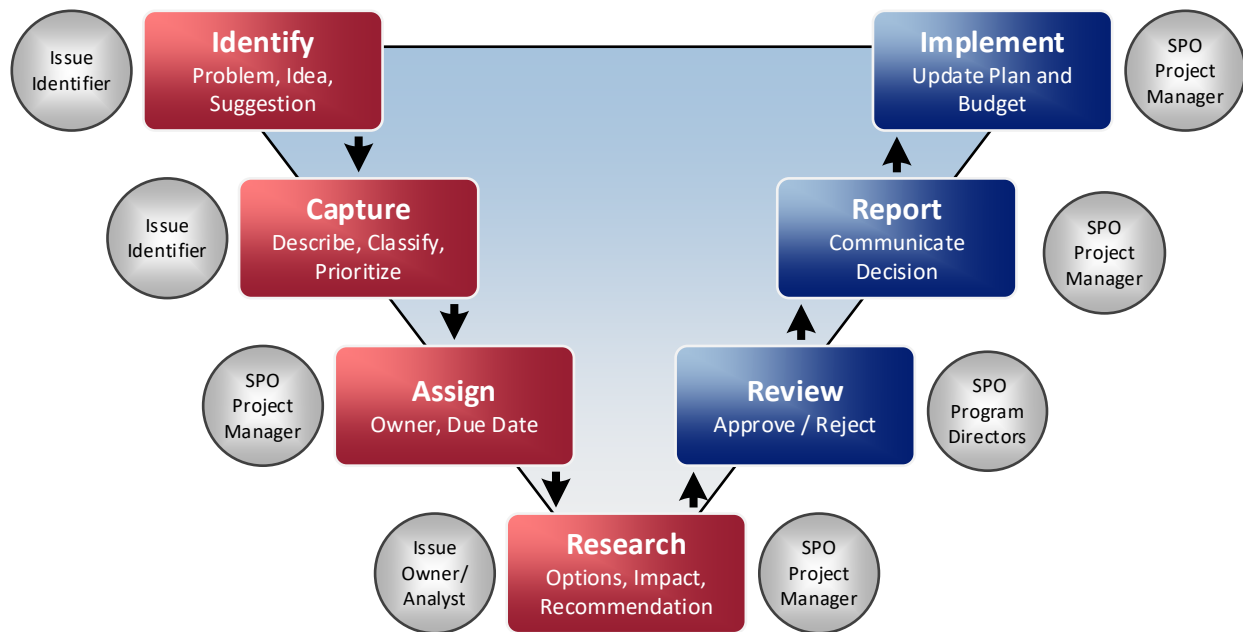 Issue
Identifier
Identify
Problem, Idea,
Suggestion
Implement
Update Plan and
Budget
SPO
Project
Manager
Issue
Identifier
Capture
Describe, Classify,
Prioritize
Report
Communicate
Decision
SPO
Project
Manager
SPO
Project
Manager
Assign
Owner, Due Date
Review
Approve / Reject
SPO
Program
Directors
Issue
Owner/
Analyst
Research
Options, Impact,
Recommendation
SPO
Project
Manager